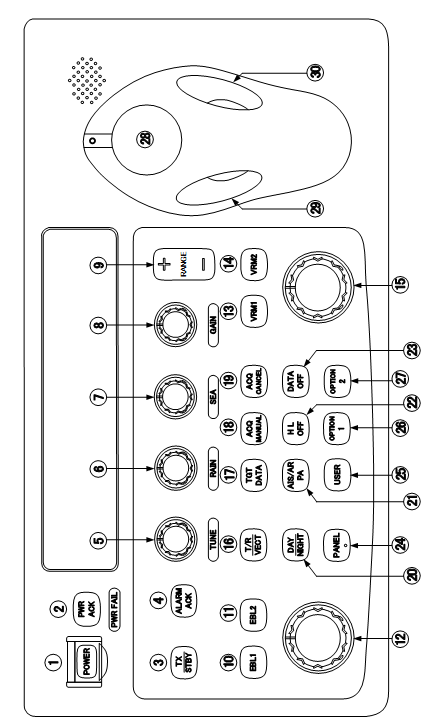 1
2
5
6
7
8
9
POWER
PWR
ACK
PWR FAIL
3
4
TX
STBY
ALARM
ACK
TUNE
RAIN
SEA
GAIN
+
RANGE
−
10
11
16
17
18
19
13
14
EBL1
EBL2
T/R
VECT
TGT
DATA
ACQ
MANUAL
ACQ
CANCEL
VRM1
VRM2
DAY
NIGHT
AIS/AR
PA
H L
OFF
DATA
OFF
PANEL
USER
OPTION
1
OPTION
2
12
20
24
21
25
26
22
27
23
15
28
29
30